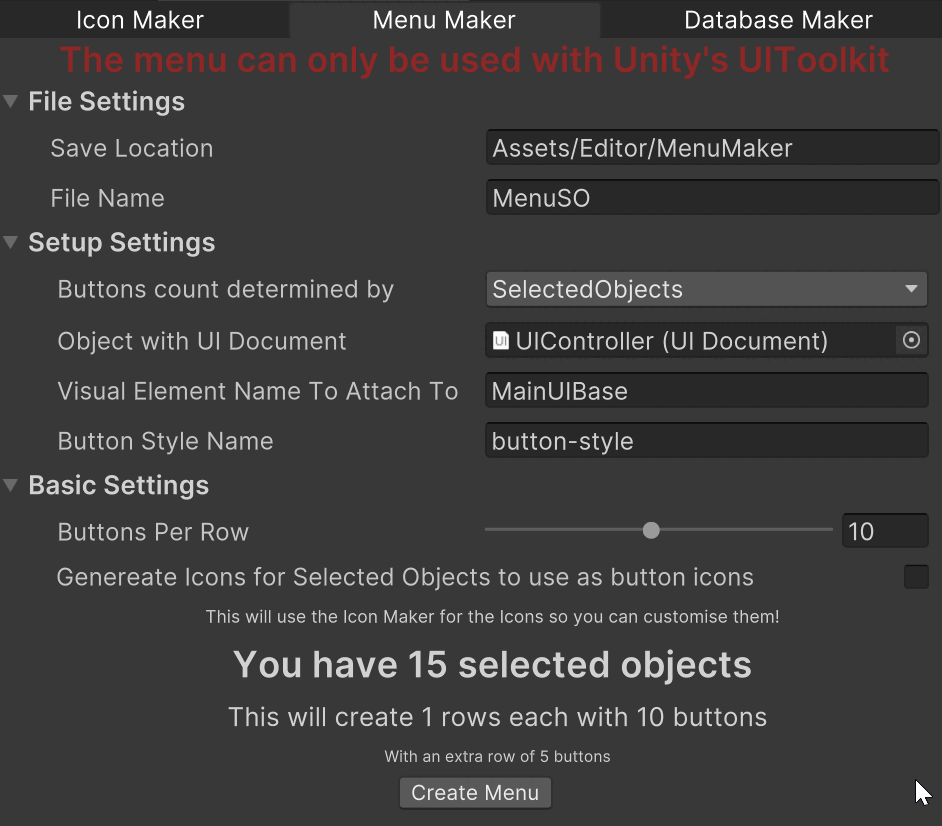 Icon Maker Menu Maker Database Maker
The menu can only be used with Unity's UIToolkit
File Settings
Save Location Assets/Editor/MenuMaker
File Name MenuSO
Setup Settings
Buttons count determined by SelectedObjects
Object with UI Document UIController (UI Document)
Visual Element Name To Attach To MainUIBase
Button Style Name button-style
Basic Settings
Buttons Per Row 10
Genereate Icons for Selected Objects to use as button icons
This will use the Icon Maker for the Icons so you can customise them!
You have 15 selected objects
This will create 1 rows each with 10 buttons
With an extra row of 5 buttons
Create Menu